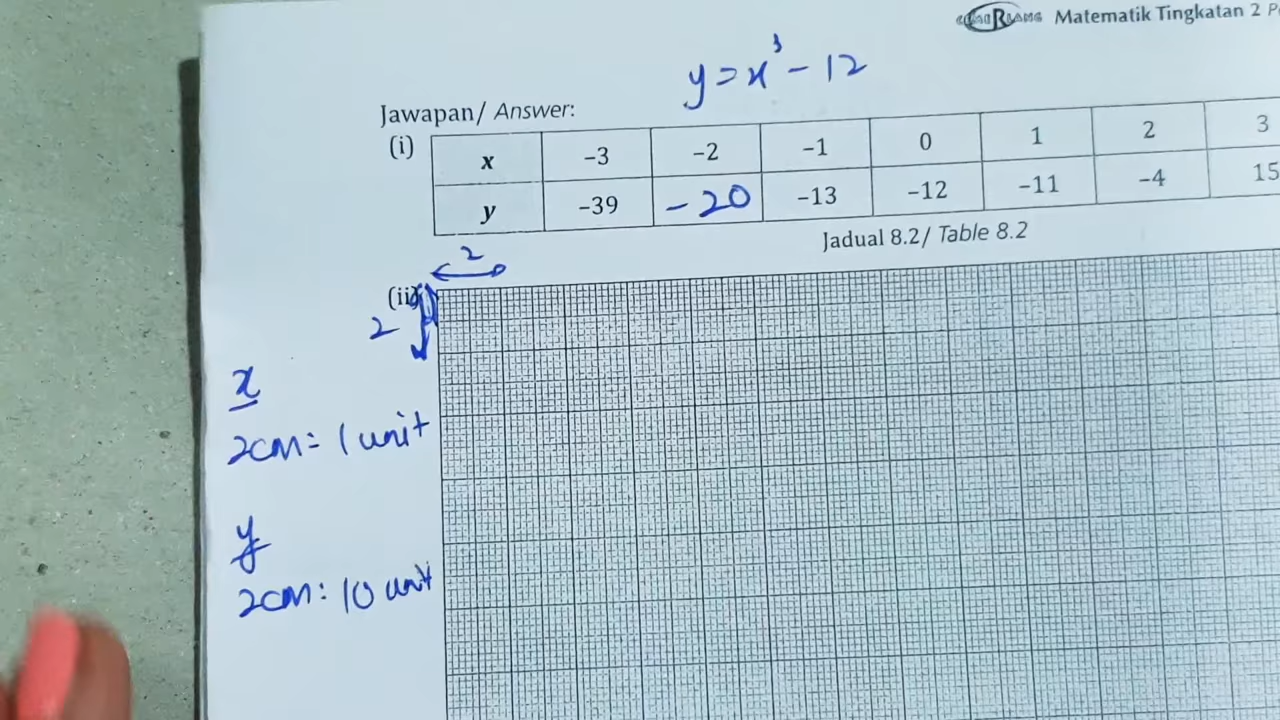 Matematik Tingkatan 2
y = x³ - 12
Jawapan/ Answer:
(i) x -3 -2 -1 0 1 2 3
y -39 -20 -13 -12 -11 -4 15
Jadual 8.2/ Table 8.2
2
(ii)
2
x
2cm = 1 unit
y
2cm : 10 unit